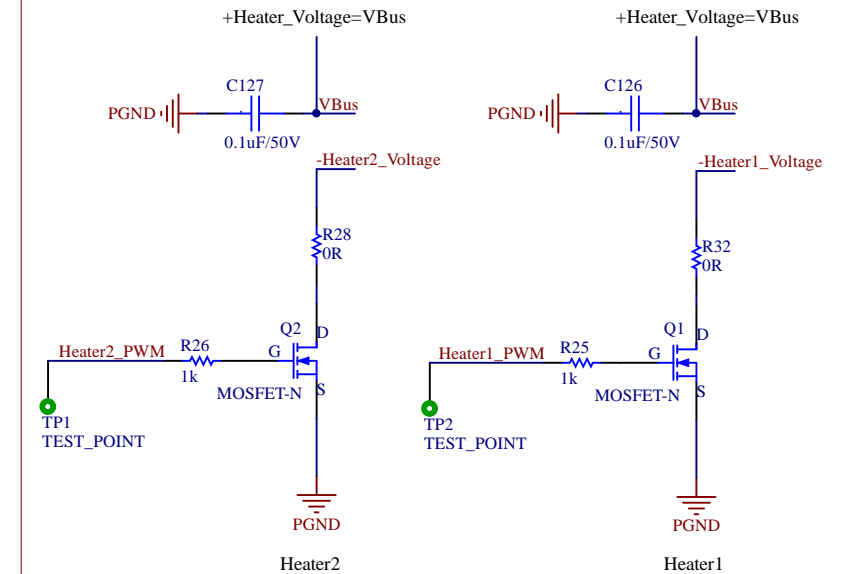 +Heater_Voltage=VBus
C127
PGND
VBus
0.1uF/50V
-Heater2_Voltage
R28
0R
Q2
D
Heater2_PWM
R26
G
1k
MOSFET-N
S
TP1
TEST_POINT
PGND
Heater2
+Heater_Voltage=VBus
C126
PGND
VBus
0.1uF/50V
-Heater1_Voltage
R32
0R
Q1
D
Heater1_PWM
R25
G
1k
MOSFET-N
S
TP2
TEST_POINT
PGND
Heater1